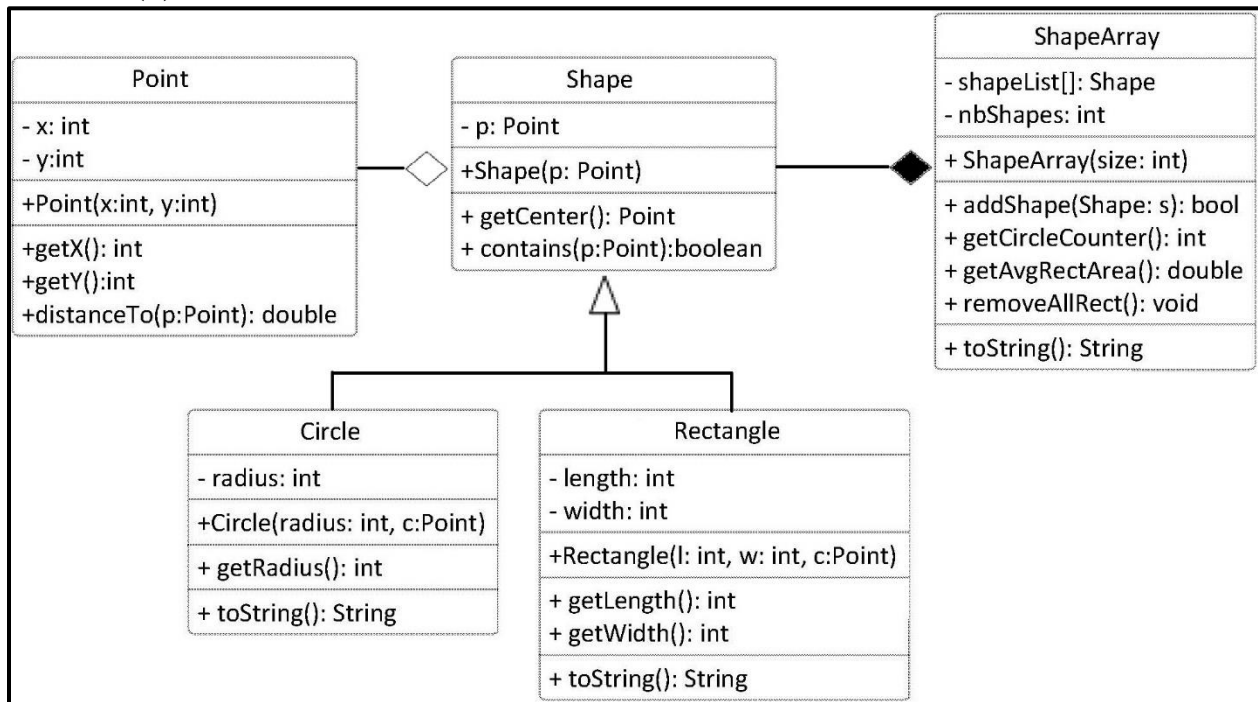 Point
- x: int
- y:int
+Point(x:int, y:int)
+getX(): int
+getY():int
+distanceTo(p:Point): double
Shape
- p: Point
+Shape(p: Point)
+ getCenter(): Point
+ contains(p:Point):boolean
ShapeArray
- shapeList[]: Shape
- nbShapes: int
+ ShapeArray(size: int)
+ addShape(Shape: s): bool
+ getCircleCounter(): int
+ getAvgRectArea(): double
+ removeAllRect(): void
+ toString(): String
Circle
- radius: int
+Circle(radius: int, c:Point)
+ getRadius(): int
+ toString(): String
Rectangle
- length: int
- width: int
+Rectangle(l: int, w: int, c:Point)
+ getLength(): int
+ getWidth(): int
+ toString(): String